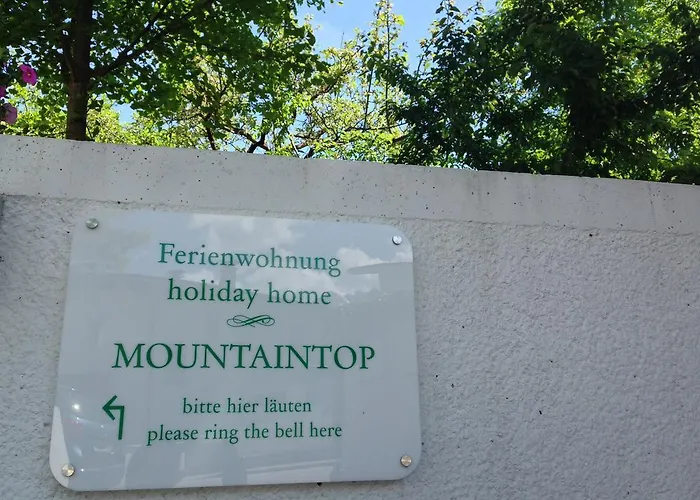 Ferienwohnung
holiday home
MOUNTAINTOP
bitte hier läuten
please ring the bell here